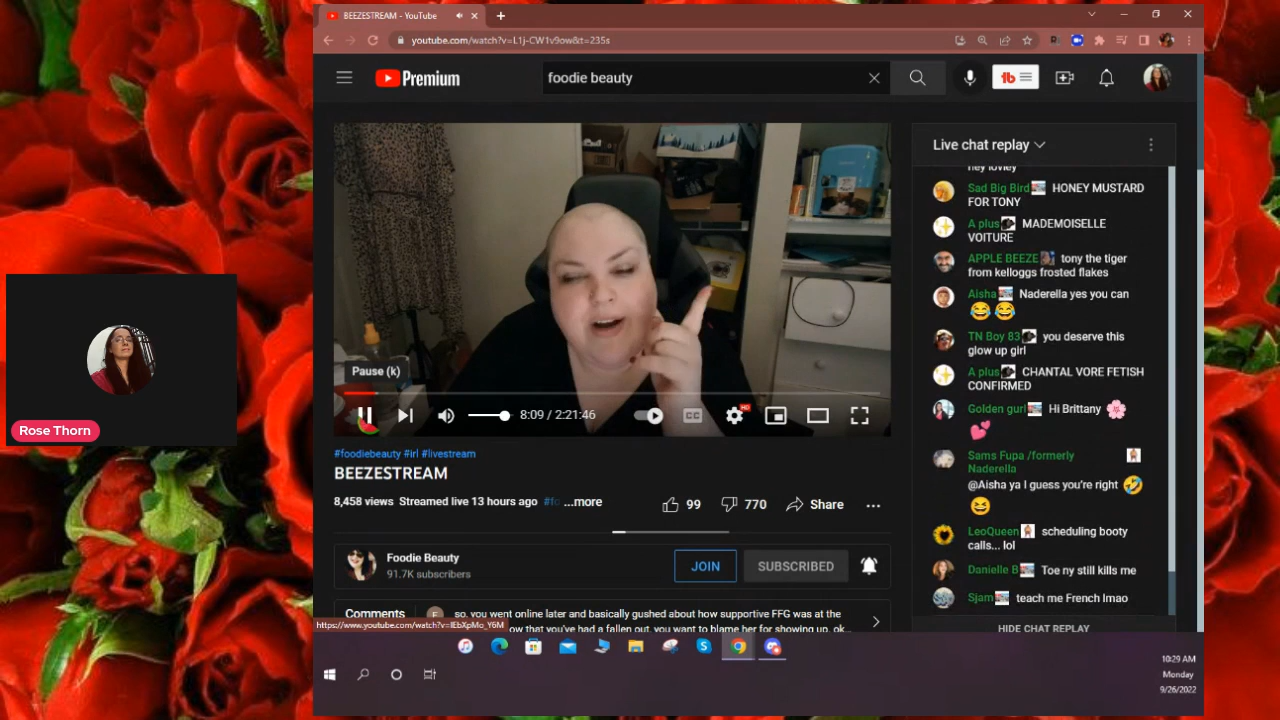 BEEZESTREAM - YouTube
youtube.com/watch?v=L1j-CW1v9ow&t=235s
Premium
foodie beauty
Live chat replay
hey lovley
Sad Big Bird HONEY MUSTARD
FOR TONY
A plus MADEMOISELLE
VOITURE
APPLE BEEZE tony the tiger
from kelloggs frosted flakes
Aisha Naderella yes you can
TN Boy 83 you deserve this
glow up girl
A plus CHANTAL VORE FETISH
CONFIRMED
Golden gurl Hi Brittany
Sams Fupa /formerly
Naderella
@Aisha ya I guess you're right
LeoQueen scheduling booty
calls... lol
Danielle B Toe ny still kills me
Sjam teach me French lmao
HIDE CHAT REPLAY
Pause (k)
8:09 / 2:21:46
CC
HD
#foodiebeauty #irl #livestream
BEEZESTREAM
8,458 views Streamed live 13 hours ago #fo ...more
99
770
Share
Foodie Beauty
91.7K subscribers
JOIN
SUBSCRIBED
Comments
so, you went online later and basically gushed about how supportive FFG was at the
ow that you've had a fallen out, you want to blame her for showing up, ok...
https://www.youtube.com/watch?v=IEbXpMo_Y6M
Rose Thorn
10:29 AM
Monday
9/26/2022